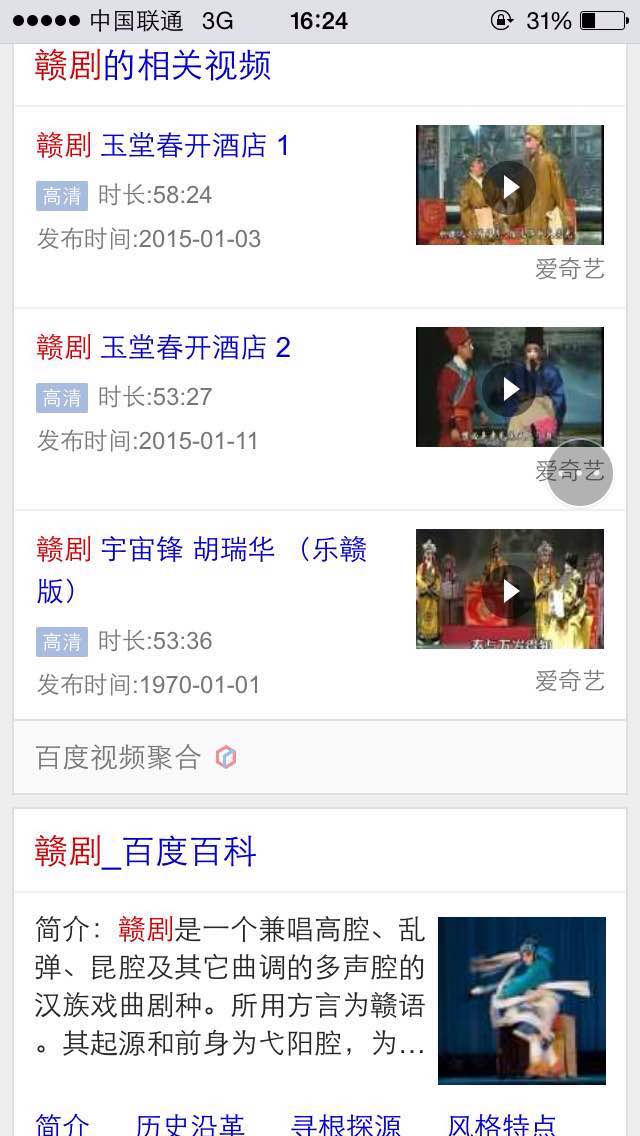 中国联通 3G 16:24 31%
赣剧的相关视频
赣剧 玉堂春开酒店 1
高清 时长:58:24
发布时间:2015-01-03
爱奇艺
赣剧 玉堂春开酒店 2
高清 时长:53:27
发布时间:2015-01-11
爱奇艺
赣剧 宇宙锋 胡瑞华 （乐赣
版）
高清 时长:53:36
发布时间:1970-01-01
爱奇艺
百度视频聚合
赣剧_百度百科
简介：赣剧是一个兼唱高腔、乱
弹、昆腔及其它曲调的多声腔的
汉族戏曲剧种。所用方言为赣语
。其起源和前身为弋阳腔，为...
简介 历史沿革 寻根探源 风格特点